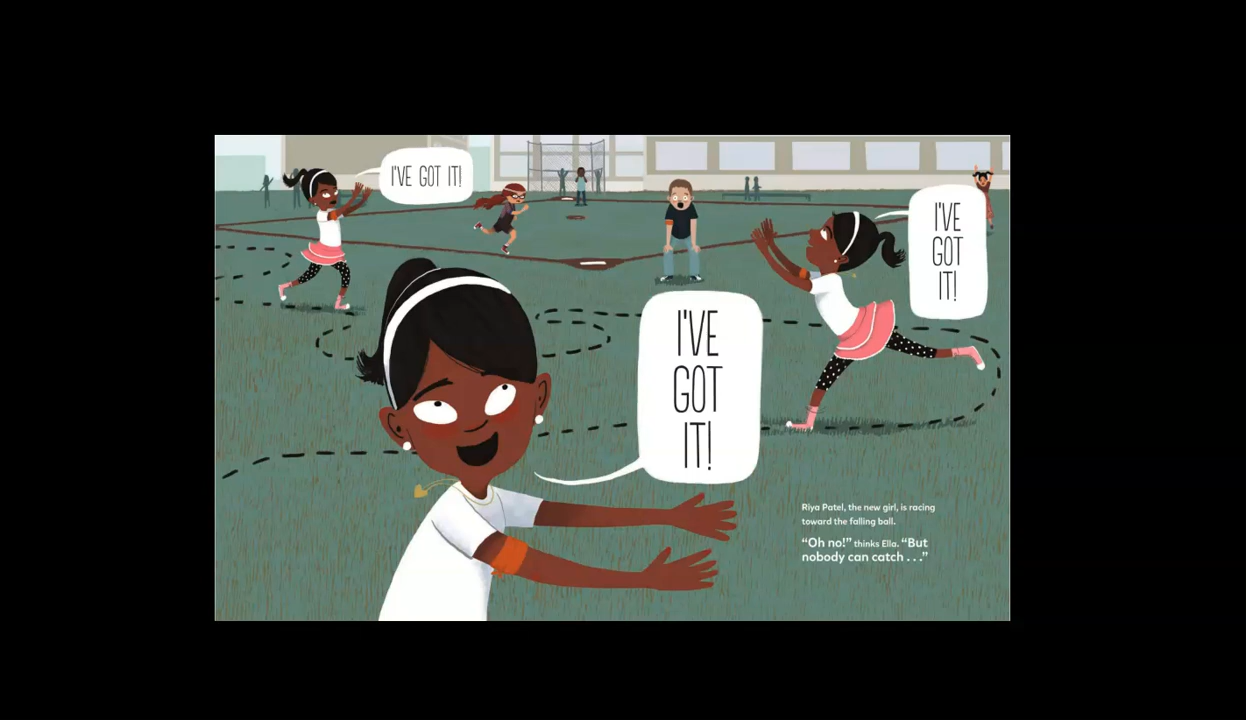 I'VE GOT IT!
I'VE
GOT
IT!
I'VE
GOT
IT!
Riya Patel, the new girl, is racing
toward the falling ball.
“Oh no!” thinks Ella. “But
nobody can catch . . .”